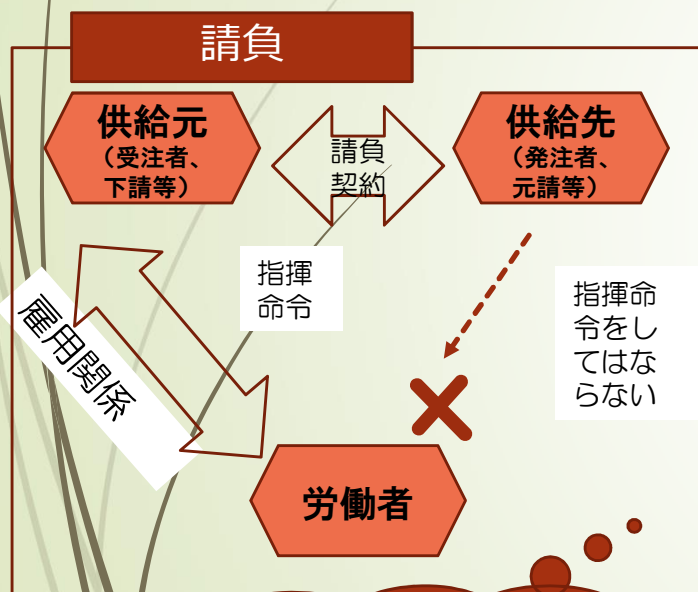 請負
供給元
（受注者、
下請等）
請負
契約
供給先
（発注者、
元請等）
指揮
命令
雇用関係
指揮命
令をし
てはな
らない
労働者